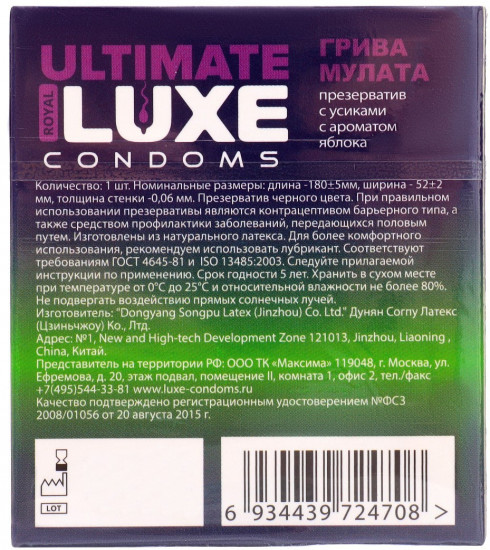 ULTIMATE
ROYAL
LUXE
CONDOMS
ГРИВА
МУЛАТА
презерватив
с усиками
с ароматом
яблока
Количество: 1 шт. Номинальные размеры: длина -180±5мм, ширина - 52±2
мм, толщина стенки -0,06 мм. Презерватив черного цвета. При правильном
использовании презервативы являются контрацептивом барьерного типа, а
также средством профилактики заболеваний, передающихся половым
путем. Изготовлены из натурального латекса. Для более комфортного
использования, рекомендуем использовать лубрикант. Соответствуют
требованиям ГОСТ 4645-81 и ISO 13485:2003. Следуйте прилагаемой
инструкции по применению. Срок годности 5 лет. Хранить в сухом месте
при температуре от 0°С до 25°С и относительной влажности не более 80%.
Не подвергать воздействию прямых солнечных лучей.
Изготовитель: "Dongyang Songpu Latex (Jinzhou) Co. Ltd." Дунян Согпу Латекс
(Цзиньчжоу) Ко., Лтд.
Адрес: №1, New and High-tech Development Zone 121013, Jinzhou, Liaoning ,
China, Китай.
Представитель на территории РФ: ООО ТК «Максима» 119048, г. Москва, ул.
Ефремова, д. 20, этаж подвал, помещение II, комната 1, офис 2, тел./факс
+7(495)544-33-81 www.luxe-condoms.ru.
Качество подтверждено регистрационным удостоверением №ФСЗ
2008/01056 от 20 августа 2015 г.
LOT
6 934439 724708 >